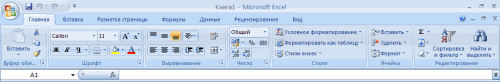 Книга1 - Microsoft Excel
Главная Вставка Разметка страницы Формулы Данные Рецензирование Вид
Вставить
Calibri 11
Ж К Ч
Общий
Условное форматирование
Форматировать как таблицу
Стили ячеек
Вставить
Удалить
Формат
Сортировка и фильтр
Найти и выделить
Буфер обм... Шрифт Выравнивание Число Стили Ячейки Редактирование
A1 fx